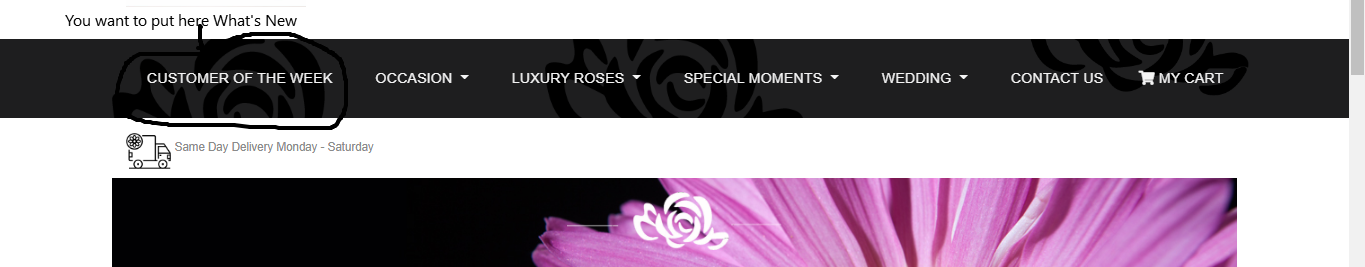 You want to put here What's New
CUSTOMER OF THE WEEK OCCASION LUXURY ROSES SPECIAL MOMENTS WEDDING CONTACT US MY CART
Same Day Delivery Monday - Saturday